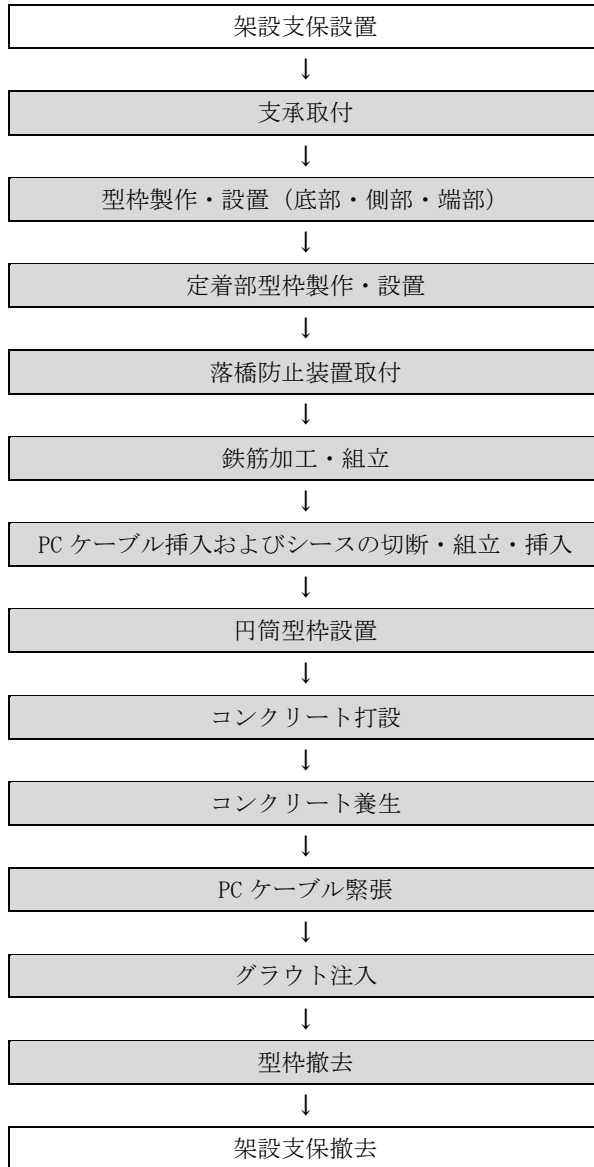 架設支保設置
↓
支承取付
↓
型枠製作・設置（底部・側部・端部）
↓
定着部型枠製作・設置
↓
落橋防止装置取付
↓
鉄筋加工・組立
↓
PC ケーブル挿入およびシースの切断・組立・挿入
↓
円筒型枠設置
↓
コンクリート打設
↓
コンクリート養生
↓
PC ケーブル緊張
↓
グラウト注入
↓
型枠撤去
↓
架設支保撤去